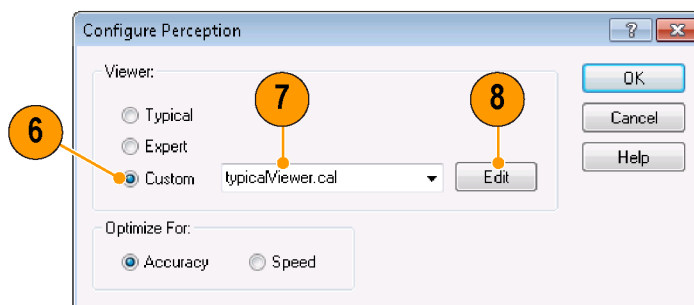 Configure Perception
?
Viewer:
OK
7
8
Typical
Cancel
6
Expert
Help
Custom
typicalViewer.cal
Edit
Optimize For:
Accuracy
Speed